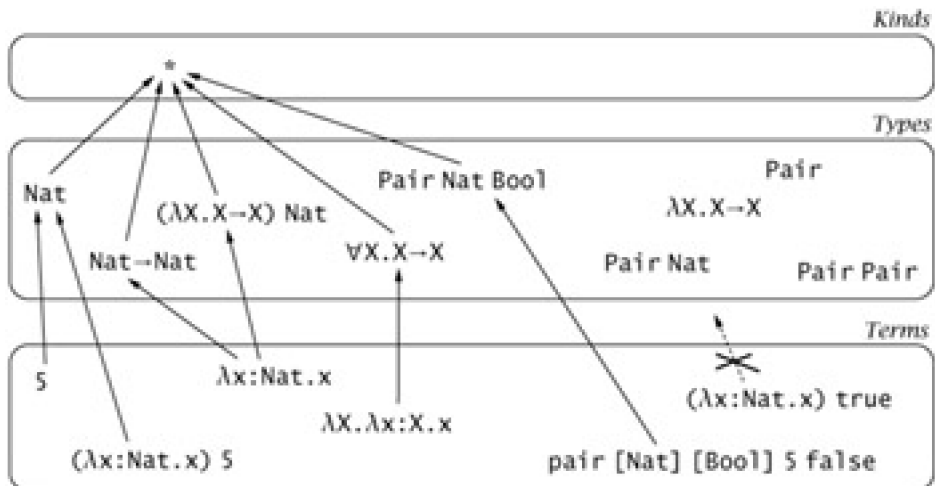 Kinds
*
Types
Nat
Pair Nat Bool
Pair
(λX.X→X) Nat
λX.X→X
Nat→Nat
∀X.X→X
Pair Nat
Pair Pair
Terms
5
λx:Nat.x
(λx:Nat.x) true
λX.λx:X.x
(λx:Nat.x) 5
pair [Nat] [Bool] 5 false